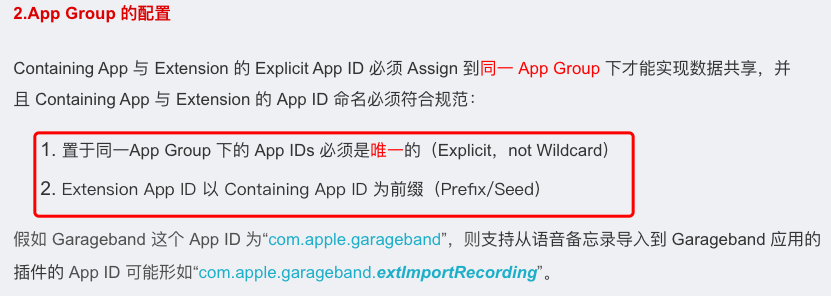 2.App Group 的配置
Containing App 与 Extension 的 Explicit App ID 必须 Assign 到同一 App Group 下才能实现数据共享，并
且 Containing App 与 Extension 的 App ID 命名必须符合规范：
1. 置于同一App Group 下的 App IDs 必须是唯一的（Explicit，not Wildcard）
2. Extension App ID 以 Containing App ID 为前缀（Prefix/Seed）
假如 Garageband 这个 App ID 为“com.apple.garageband”，则支持从语音备忘录导入到 Garageband 应用的
插件的 App ID 可能形如“com.apple.garageband.extImportRecording”。